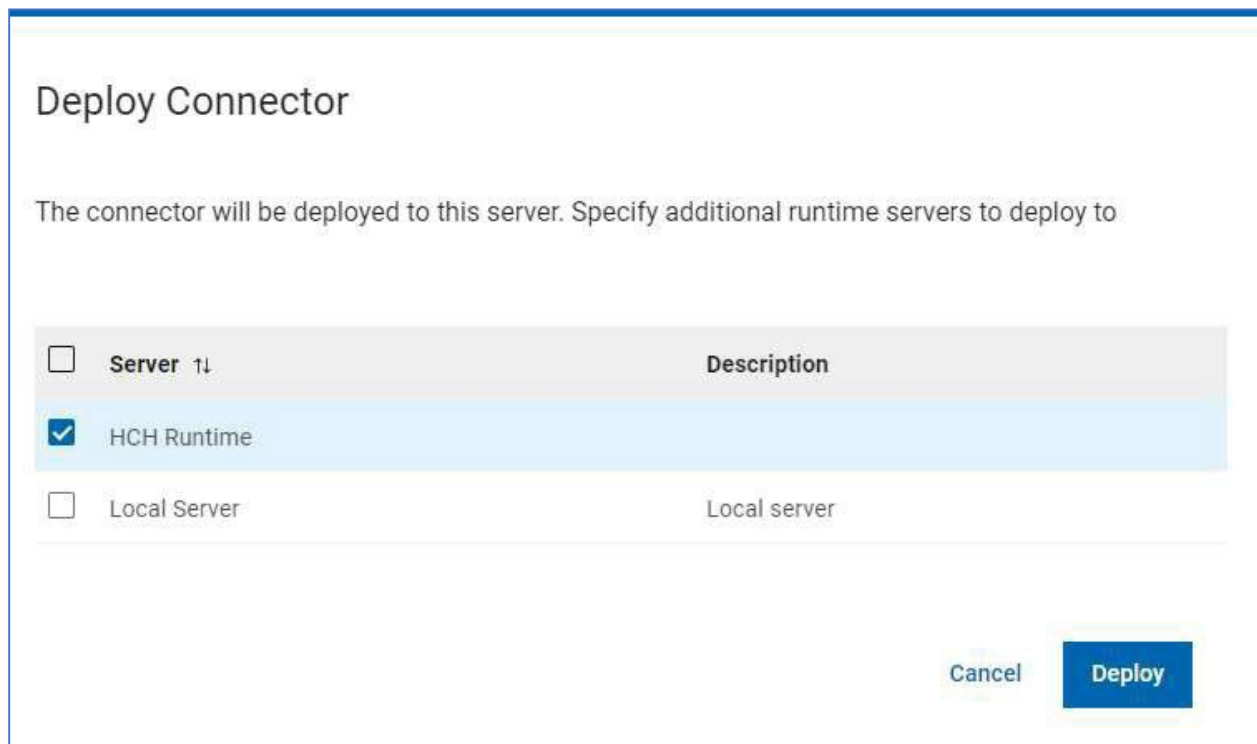 Deploy Connector
The connector will be deployed to this server. Specify additional runtime servers to deploy to
Server ↑↓ Description
HCH Runtime
Local Server Local server
Cancel Deploy